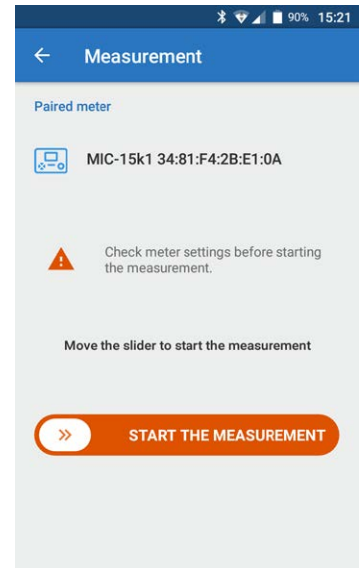 90% 15:21
Measurement
Paired meter
MIC-15k1 34:81:F4:2B:E1:0A
Check meter settings before starting
the measurement.
Move the slider to start the measurement
START THE MEASUREMENT